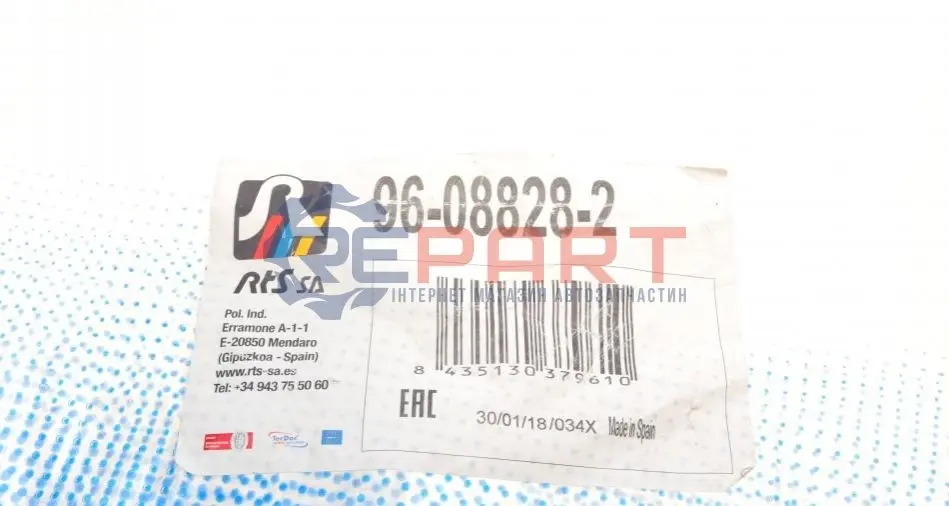 96-08828-2
REPART
ІНТЕРНЕТ МАГАЗИН АВТОЗАПЧАСТИН
RTS SA
Pol. Ind.
Erramone A-1-1
E-20850 Mendaro
(Gipuzkoa - Spain)
www.rts-sa.es
Tel: +34 943 75 50 60
8 435130 379610
EAC
30/01/18/034X Made in Spain
TecDoc